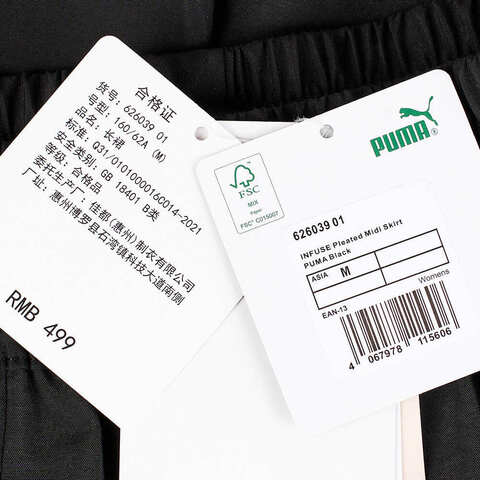 合格证
货号: 626039 01
号型: 160/62A (M)
品名: 长裙
标准: Q31/0101000016C014-2021
安全类别: GB 18401 B类
等级: 合格品
委托生产厂: 佳都(惠州)制衣有限公司
厂址: 惠州博罗县石湾镇科技大道南侧
RMB 499
PUMA®
FSC
MIX
Paper
FSC® C015007
626039 01
INFUSE Pleated Midi Skirt
PUMA Black
ASIA M
Womens
EAN-13
4 067978 115606